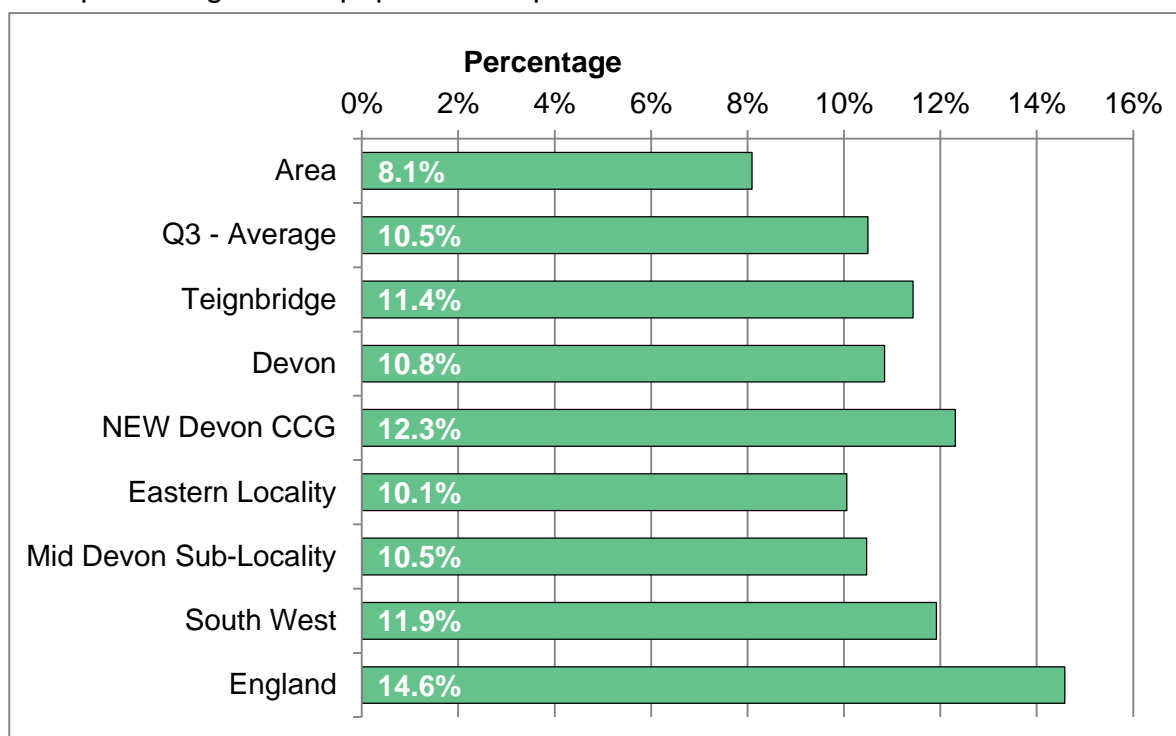 Percentage
0% 2% 4% 6% 8% 10% 12% 14% 16%
Area 8.1%
Q3 - Average 10.5%
Teignbridge 11.4%
Devon 10.8%
NEW Devon CCG 12.3%
Eastern Locality 10.1%
Mid Devon Sub-Locality 10.5%
South West 11.9%
England 14.6%